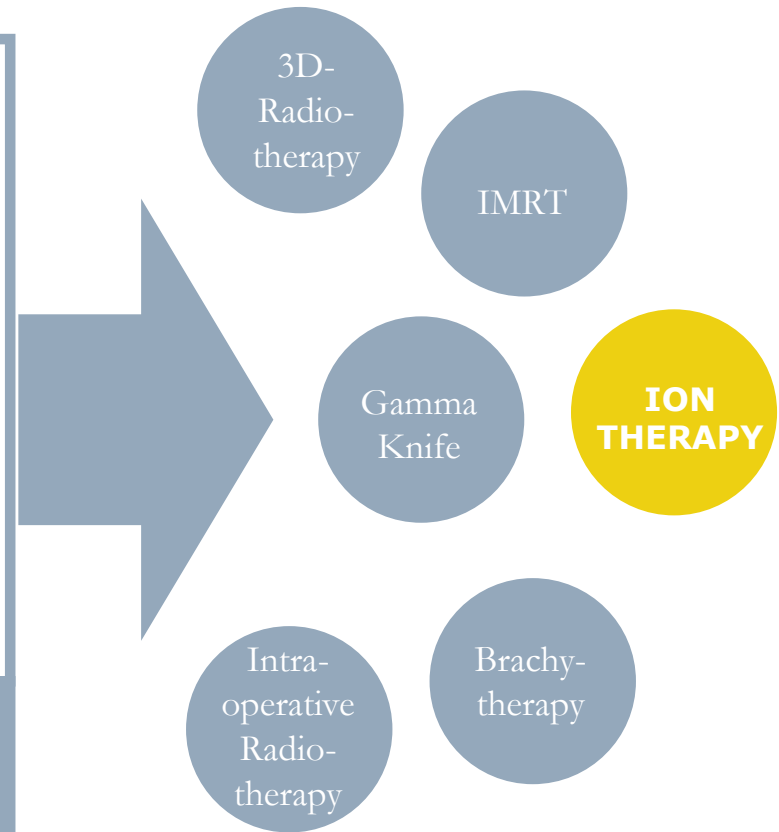 3D-
Radio-
therapy
IMRT
Gamma
Knife
ION
THERAPY
Intra-
operative
Radio-
therapy
Brachy-
therapy